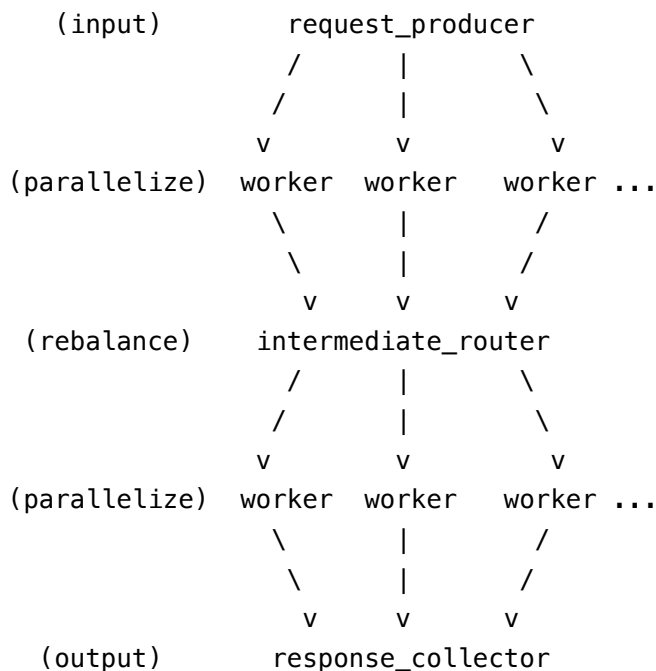 (input) request_producer
/ | \
/ | \
v v v
(parallelize) worker worker worker ...
\ | /
\ | /
v v v
(rebalance) intermediate_router
/ | \
/ | \
v v v
(parallelize) worker worker worker ...
\ | /
\ | /
v v v
(output) response_collector